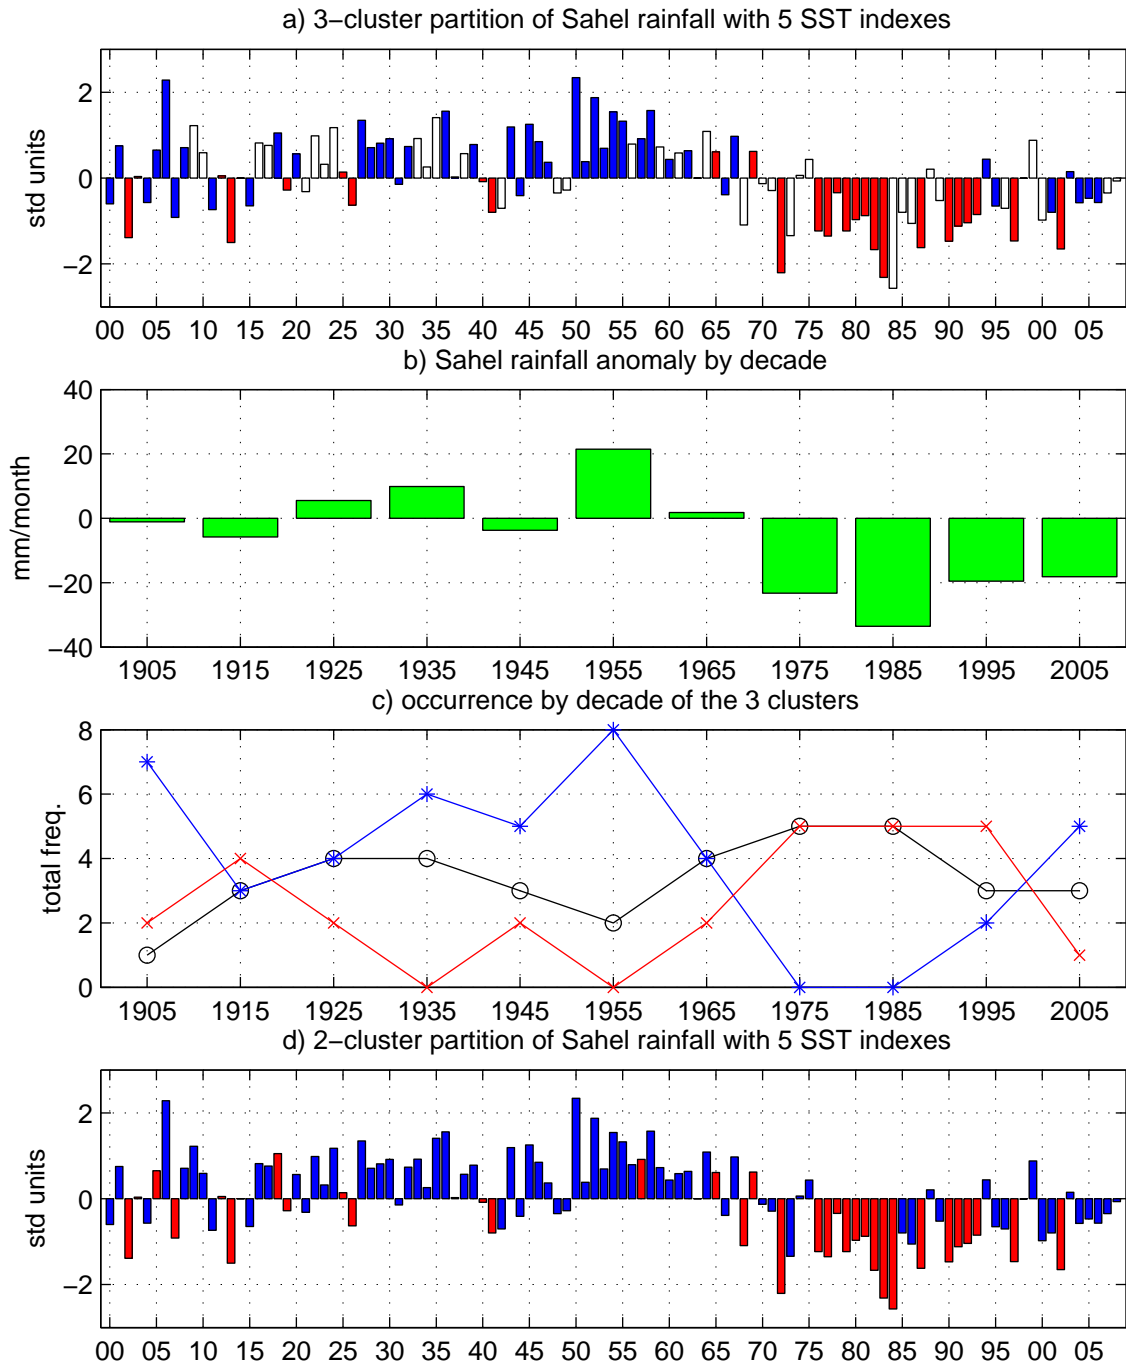 a) 3−cluster partition of Sahel rainfall with 5 SST indexes
2
0
−2
std units
00 05 10 15 20 25 30 35 40 45 50 55 60 65 70 75 80 85 90 95 00 05
b) Sahel rainfall anomaly by decade
40
20
0
−20
−40
mm/month
1905 1915 1925 1935 1945 1955 1965 1975 1985 1995 2005
c) occurrence by decade of the 3 clusters
8
6
4
2
0
total freq.
1905 1915 1925 1935 1945 1955 1965 1975 1985 1995 2005
d) 2−cluster partition of Sahel rainfall with 5 SST indexes
2
0
−2
std units
00 05 10 15 20 25 30 35 40 45 50 55 60 65 70 75 80 85 90 95 00 05